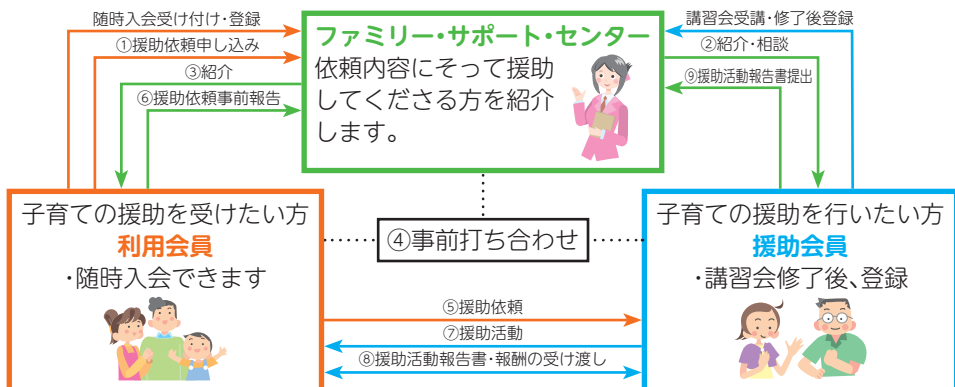 随時入会受け付け・登録
①援助依頼申し込み
③紹介
⑥援助依頼事前報告
ファミリー・サポート・センター
依頼内容にそって援助
してくださる方を紹介
します。
講習会受講・修了後登録
②紹介・相談
⑨援助活動報告書提出
子育ての援助を受けたい方
利用会員
・随時入会できます
④事前打ち合わせ
子育ての援助を行いたい方
援助会員
・講習会修了後、登録
⑤援助依頼
⑦援助活動
⑧援助活動報告書・報酬の受け渡し